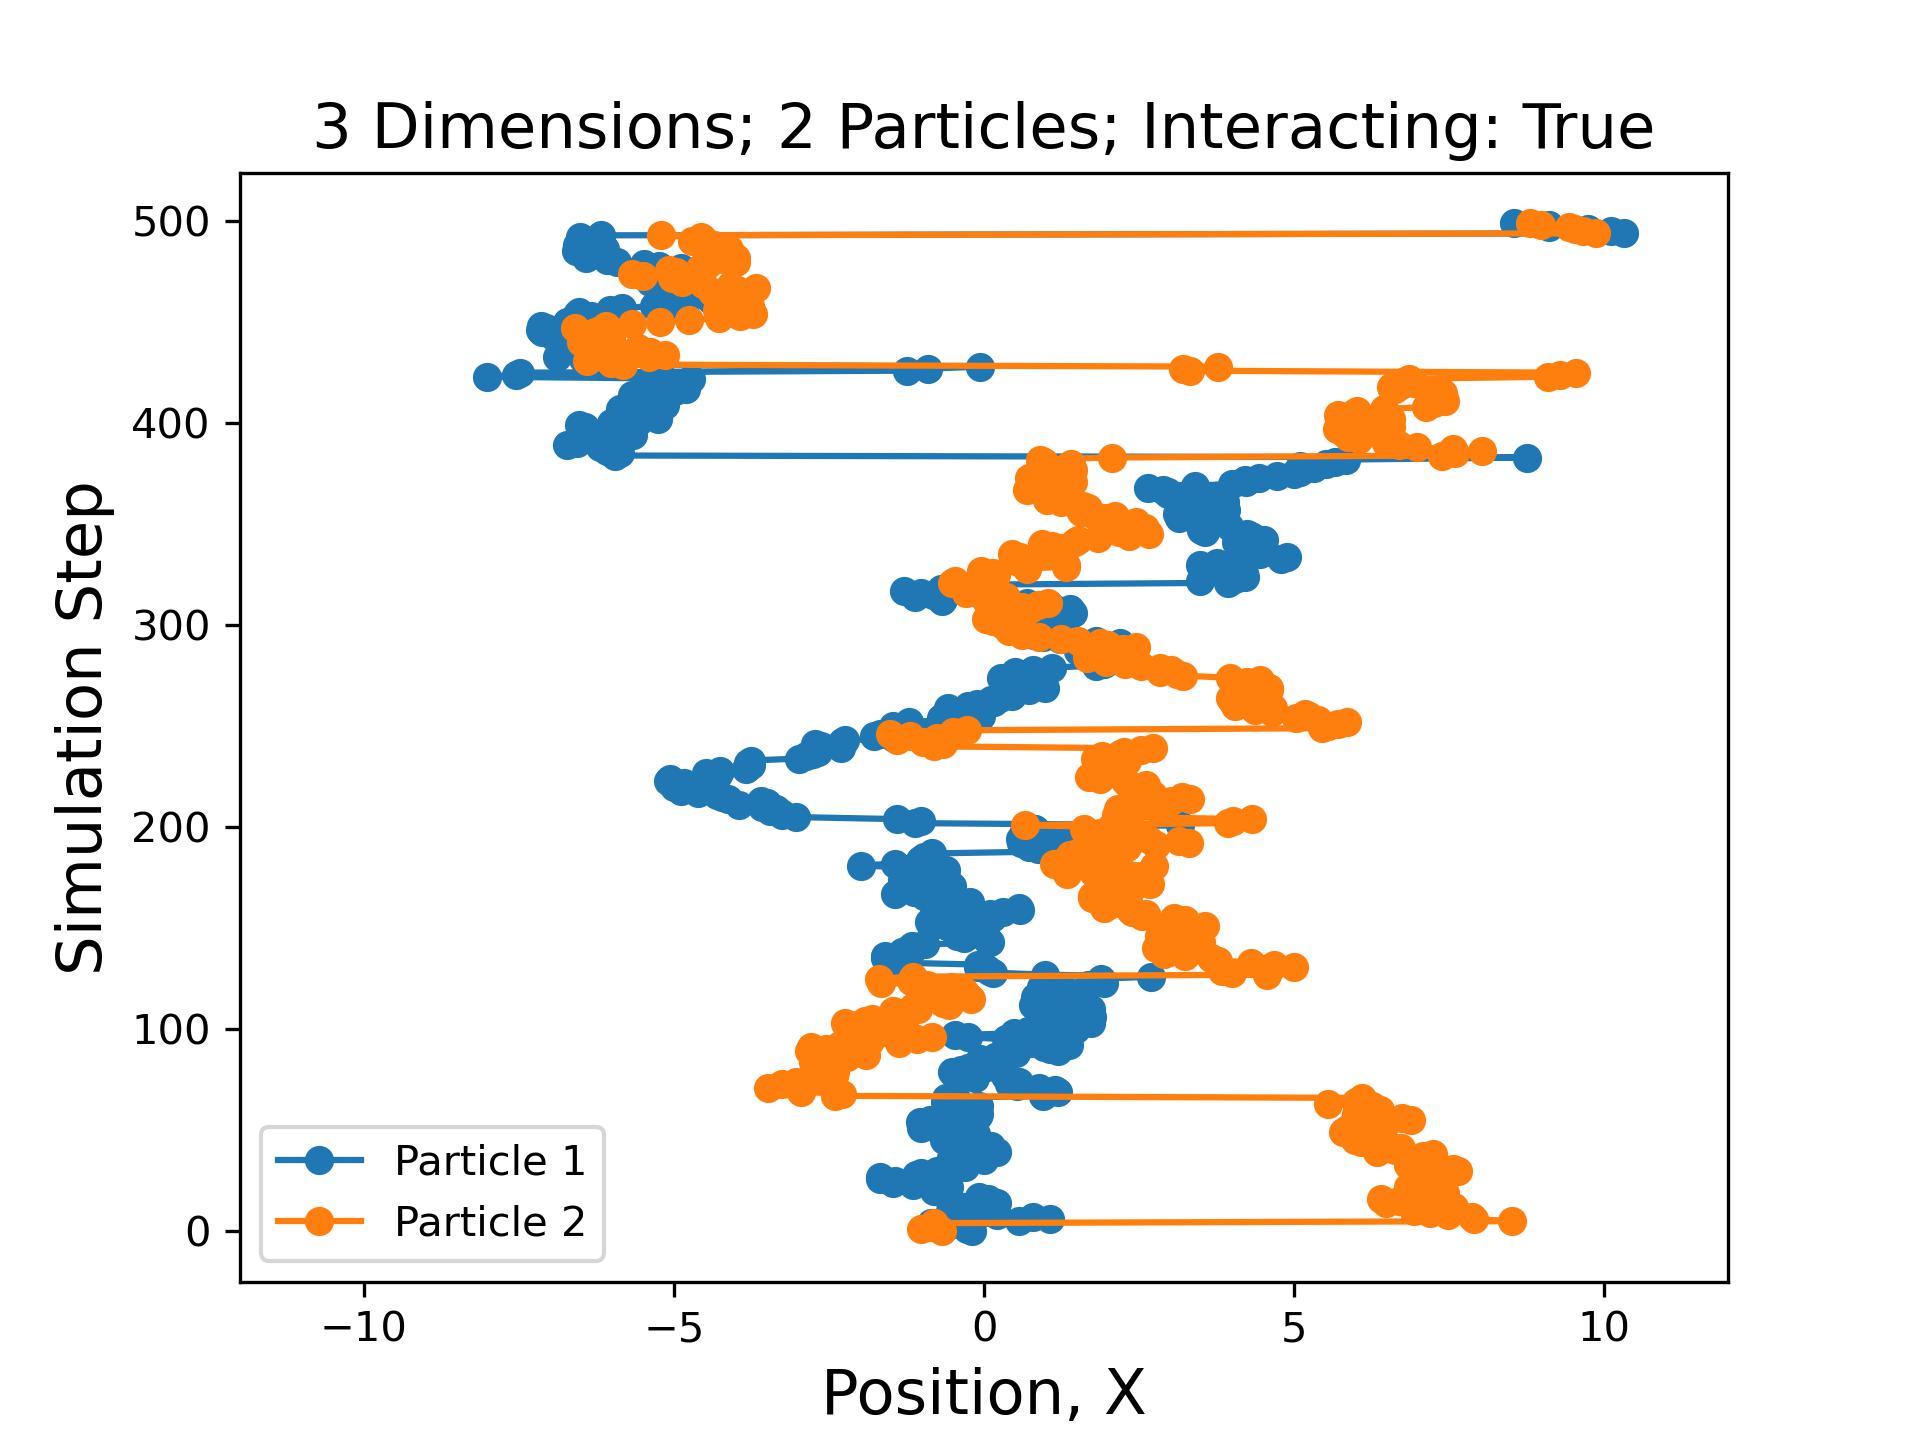 3 Dimensions; 2 Particles; Interacting: True
Simulation Step
500
400
300
200
100
0
Particle 1
Particle 2
−10
−5
0
5
10
Position, X